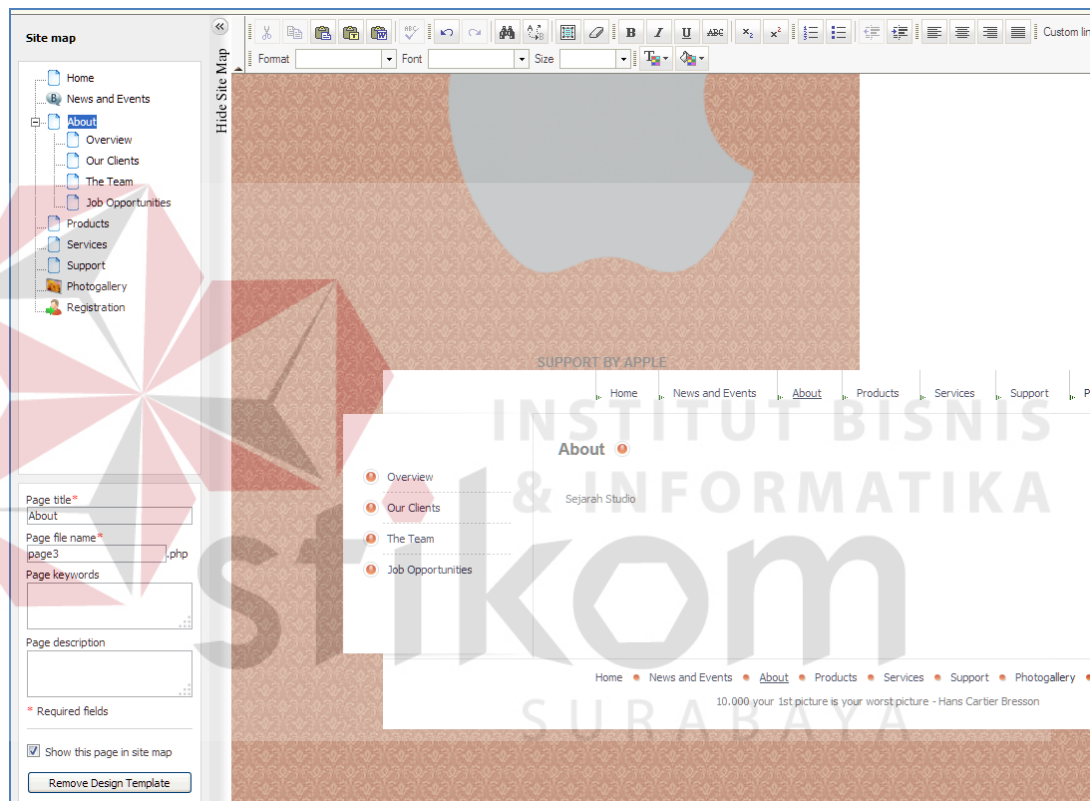 Site map
Home
News and Events
About
Overview
Our Clients
The Team
Job Opportunities
Products
Services
Support
Photogallery
Registration
Page title*
About
Page file name*
page3 .php
Page keywords
Page description
* Required fields
Show this page in site map
Remove Design Template
Hide Site Map
B I U ABC x₂ x²
Format Font Size
SUPPORT BY APPLE
Home News and Events About Products Services Support P
Overview
Our Clients
The Team
Job Opportunities
About
Sejarah Studio
Home News and Events About Products Services Support Photogallery
10.000 your 1st picture is your worst picture - Hans Cartier Bresson
INSTITUT BISNIS
& INFORMATIKA
stikom
SURABAYA